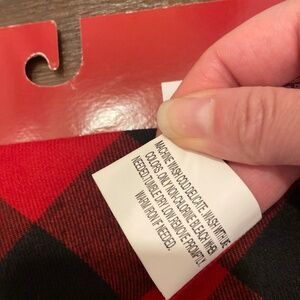 MACHINE WASH COLD DELICATE, WASH WITH LIKE
COLORS, ONLY NON-CHLORINE BLEACH WHEN
NEEDED,TUMBLE DRY LOW, REMOVE PROMPTLY,
WARM IRON IF NEEDED.